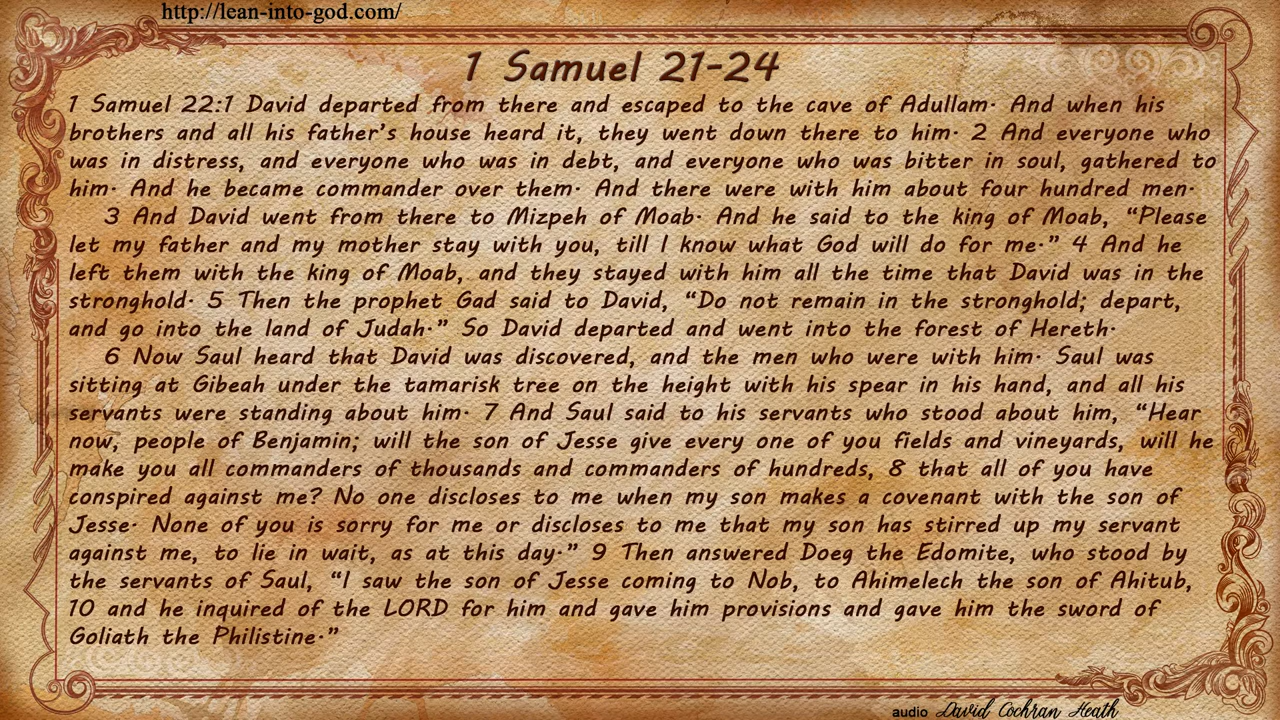 http://lean-into-god.com/
1 Samuel 21-24
1 Samuel 22:1 David departed from there and escaped to the cave of Adullam. And when his
brothers and all his father’s house heard it, they went down there to him. 2 And everyone who
was in distress, and everyone who was in debt, and everyone who was bitter in soul, gathered to
him. And he became commander over them. And there were with him about four hundred men.
3 And David went from there to Mizpeh of Moab. And he said to the king of Moab, “Please
let my father and my mother stay with you, till I know what God will do for me.” 4 And he
left them with the king of Moab, and they stayed with him all the time that David was in the
stronghold. 5 Then the prophet Gad said to David, “Do not remain in the stronghold; depart,
and go into the land of Judah.” So David departed and went into the forest of Hereth.
6 Now Saul heard that David was discovered, and the men who were with him. Saul was
sitting at Gibeah under the tamarisk tree on the height with his spear in his hand, and all his
servants were standing about him. 7 And Saul said to his servants who stood about him, “Hear
now, people of Benjamin; will the son of Jesse give every one of you fields and vineyards, will he
make you all commanders of thousands and commanders of hundreds, 8 that all of you have
conspired against me? No one discloses to me when my son makes a covenant with the son of
Jesse. None of you is sorry for me or discloses to me that my son has stirred up my servant
against me, to lie in wait, as at this day.” 9 Then answered Doeg the Edomite, who stood by
the servants of Saul, “I saw the son of Jesse coming to Nob, to Ahimelech the son of Ahitub,
10 and he inquired of the LORD for him and gave him provisions and gave him the sword of
Goliath the Philistine.”
audio David Cochran Heath